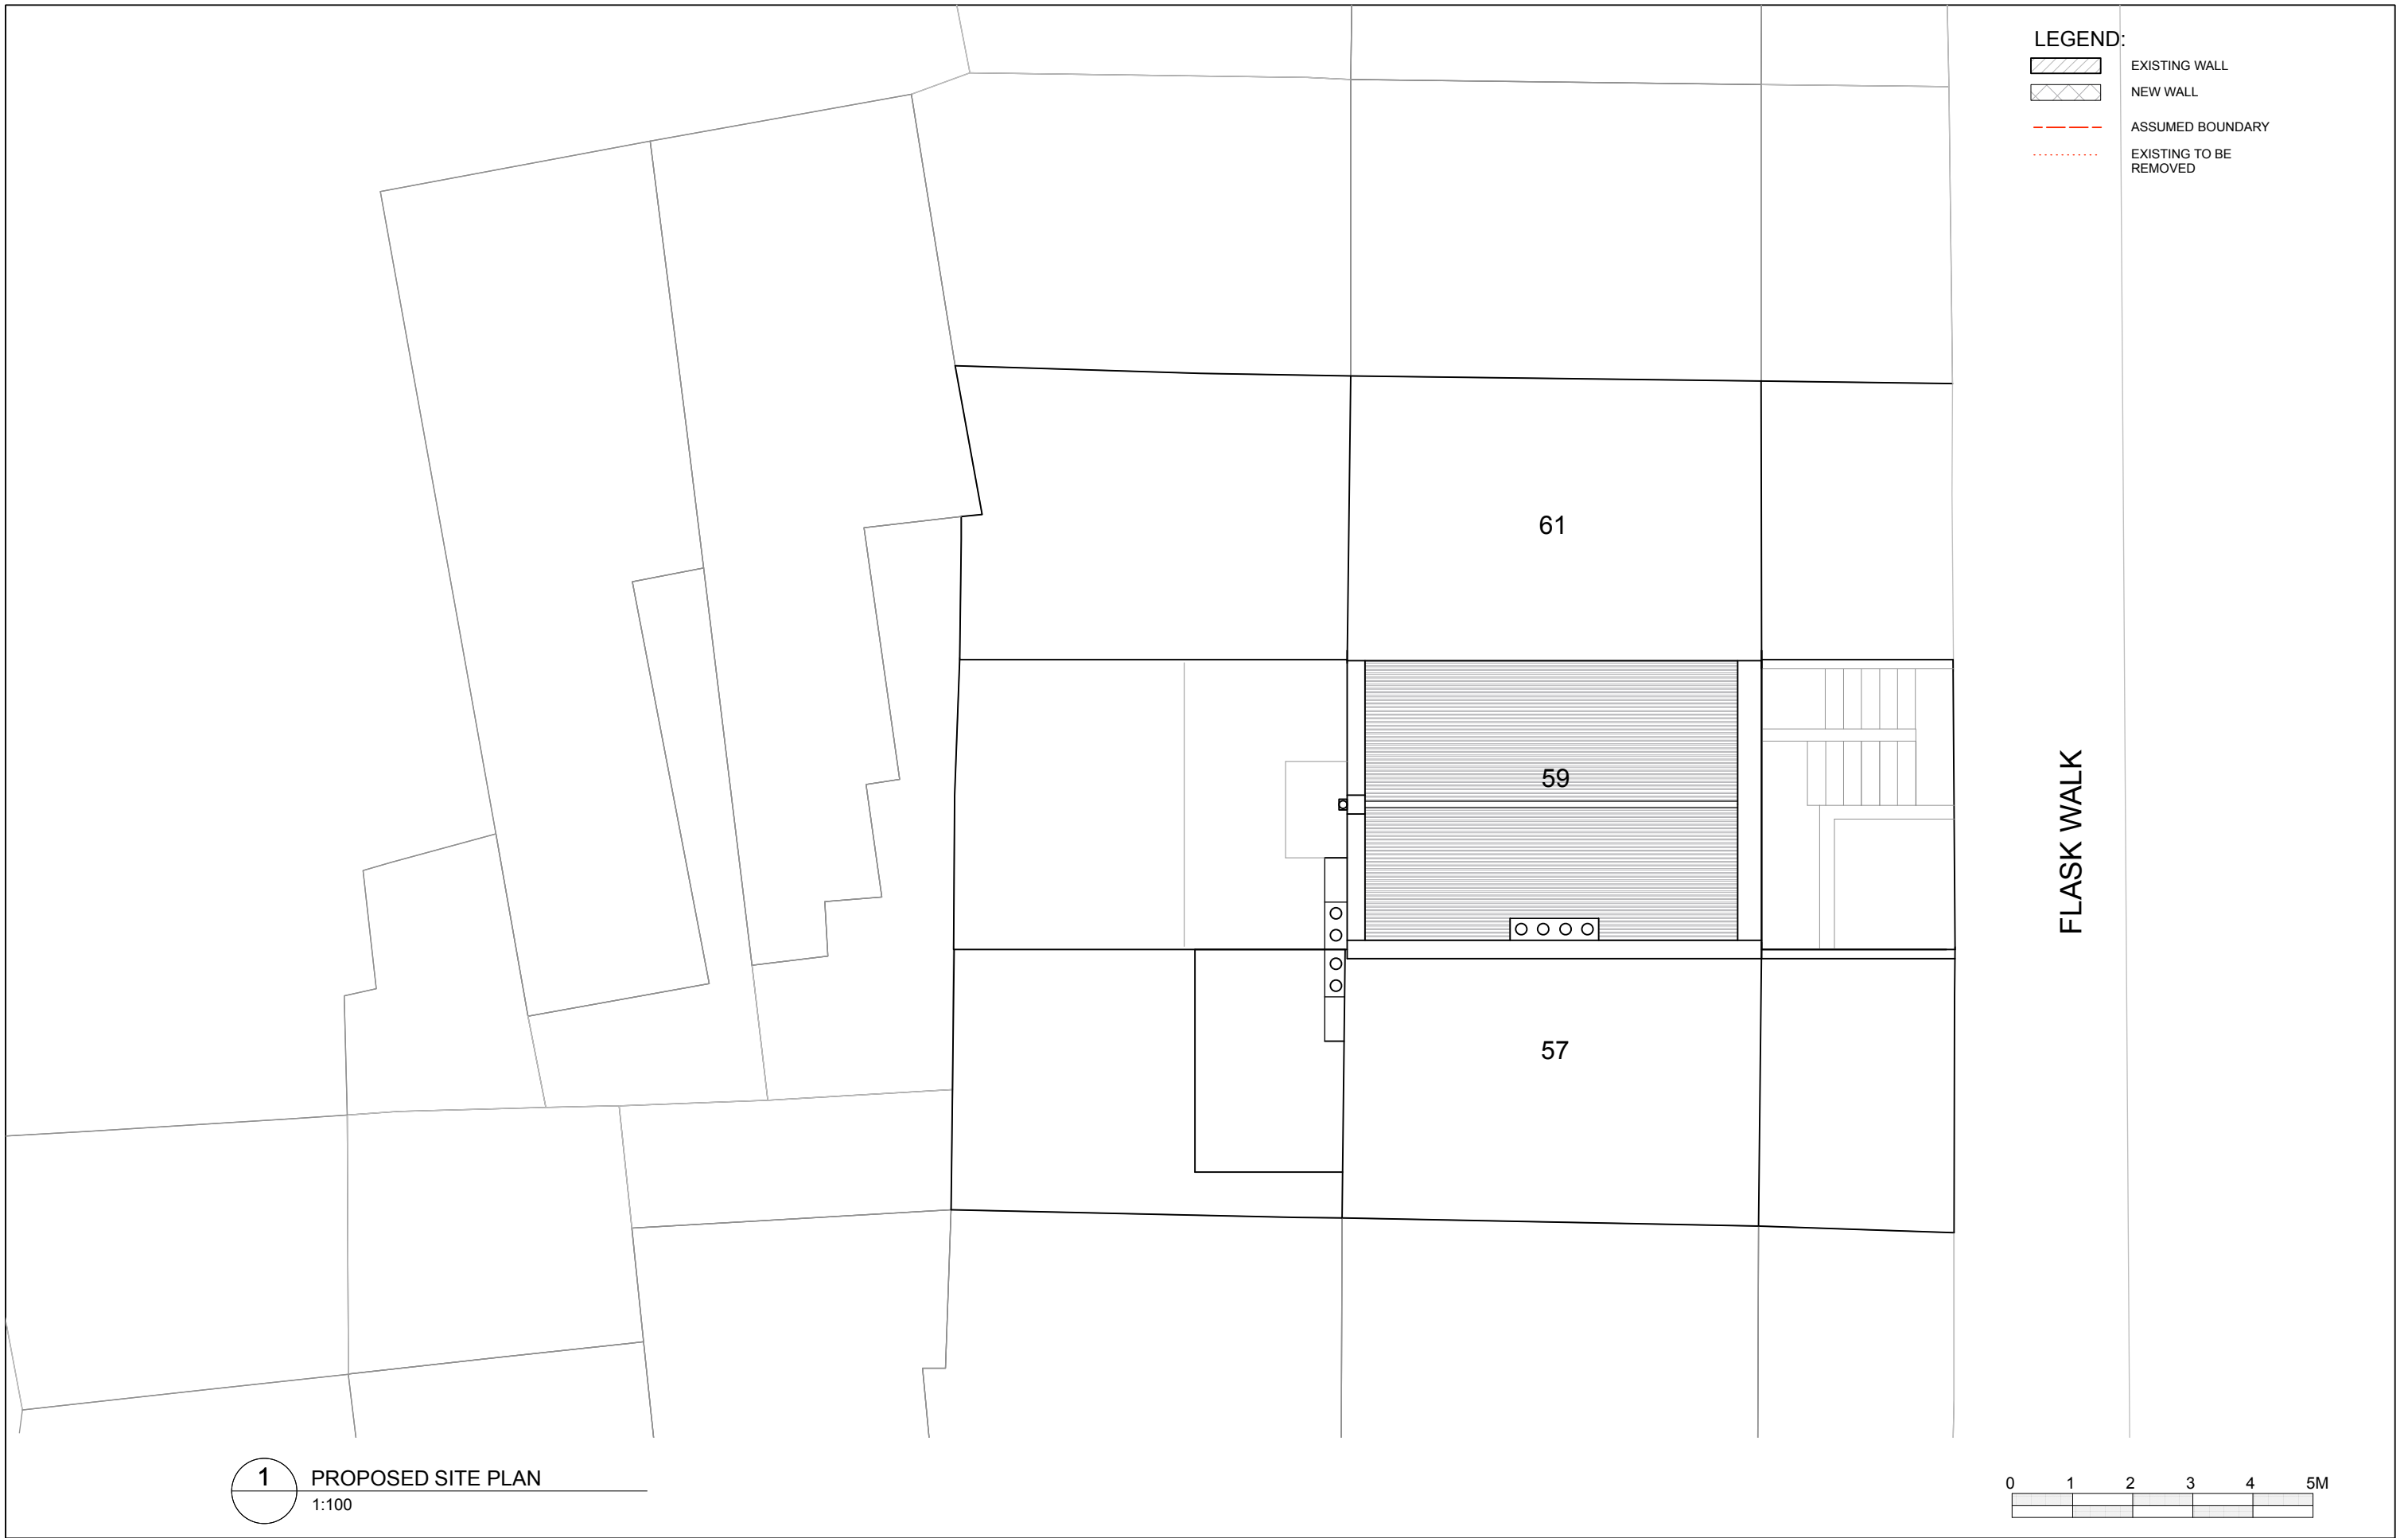 LEGEND:
EXISTING WALL
NEW WALL
ASSUMED BOUNDARY
EXISTING TO BE
REMOVED
61
59
FLASK WALK
57
1
PROPOSED SITE PLAN
1:100
0 1 2 3 4 5M